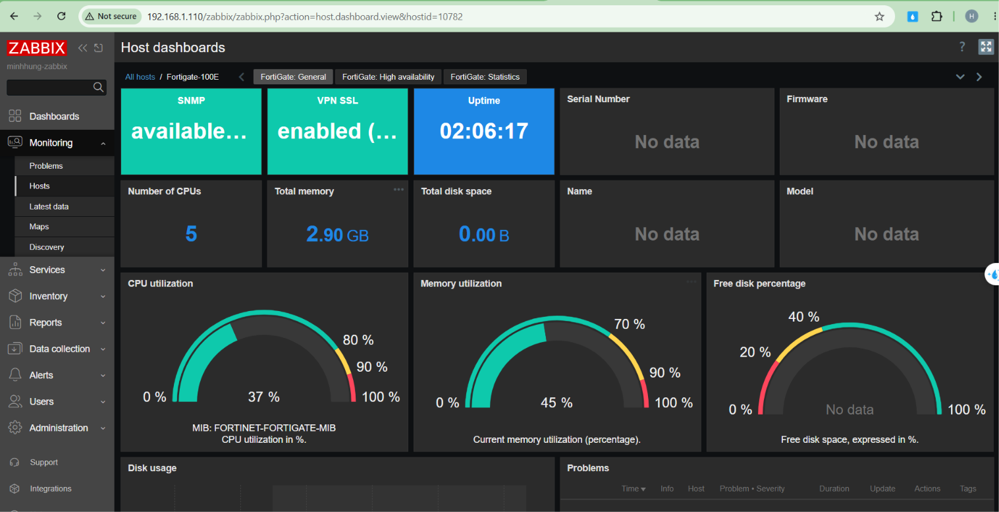 Not secure 192.168.1.110/zabbix/zabbix.php?action=host.dashboard.view&hostid=10782
H
ZABBIX
minhhung-zabbix
Dashboards
Monitoring
Problems
Hosts
Latest data
Maps
Discovery
Services
Inventory
Reports
Data collection
Alerts
Users
Administration
Support
Integrations
Host dashboards
?
All hosts / Fortigate-100E FortiGate: General FortiGate: High availability FortiGate: Statistics
SNMP
available…
VPN SSL
enabled (…
Uptime
02:06:17
Serial Number
No data
Firmware
No data
Number of CPUs
5
Total memory
2.90 GB
Total disk space
0.00 B
Name
No data
Model
No data
CPU utilization
80 %
90 %
0 % 37 % 100 %
MIB: FORTINET-FORTIGATE-MIB
CPU utilization in %.
Memory utilization
70 %
90 %
0 % 45 % 100 %
Current memory utilization (percentage).
Free disk percentage
40 %
20 %
0 % No data 100 %
Free disk space, expressed in %.
Disk usage
Problems
Time Info Host Problem • Severity Duration Update Actions Tags